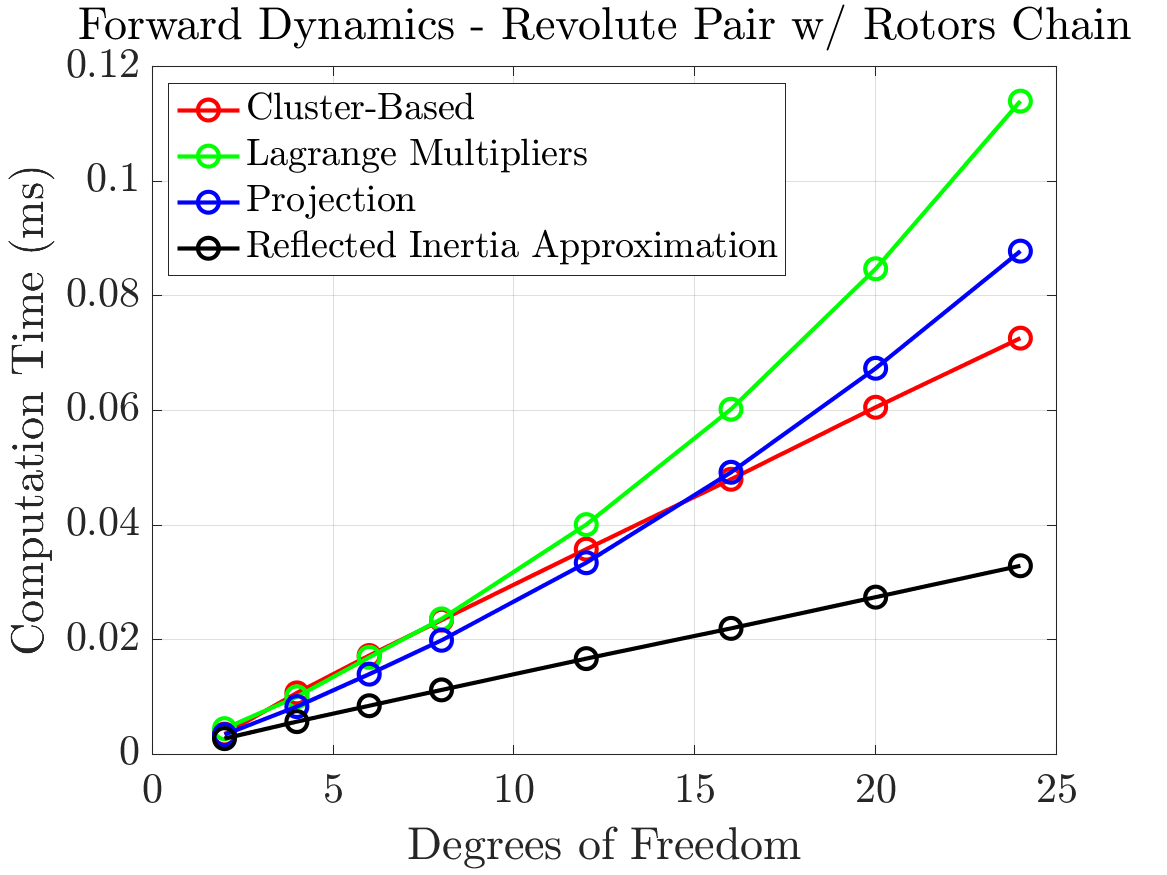 Forward Dynamics - Revolute Pair w/ Rotors Chain
0.12
0.1
0.08
0.06
0.04
0.02
0
Computation Time (ms)
Cluster-Based
Lagrange Multipliers
Projection
Reflected Inertia Approximation
0 5 10 15 20 25
Degrees of Freedom